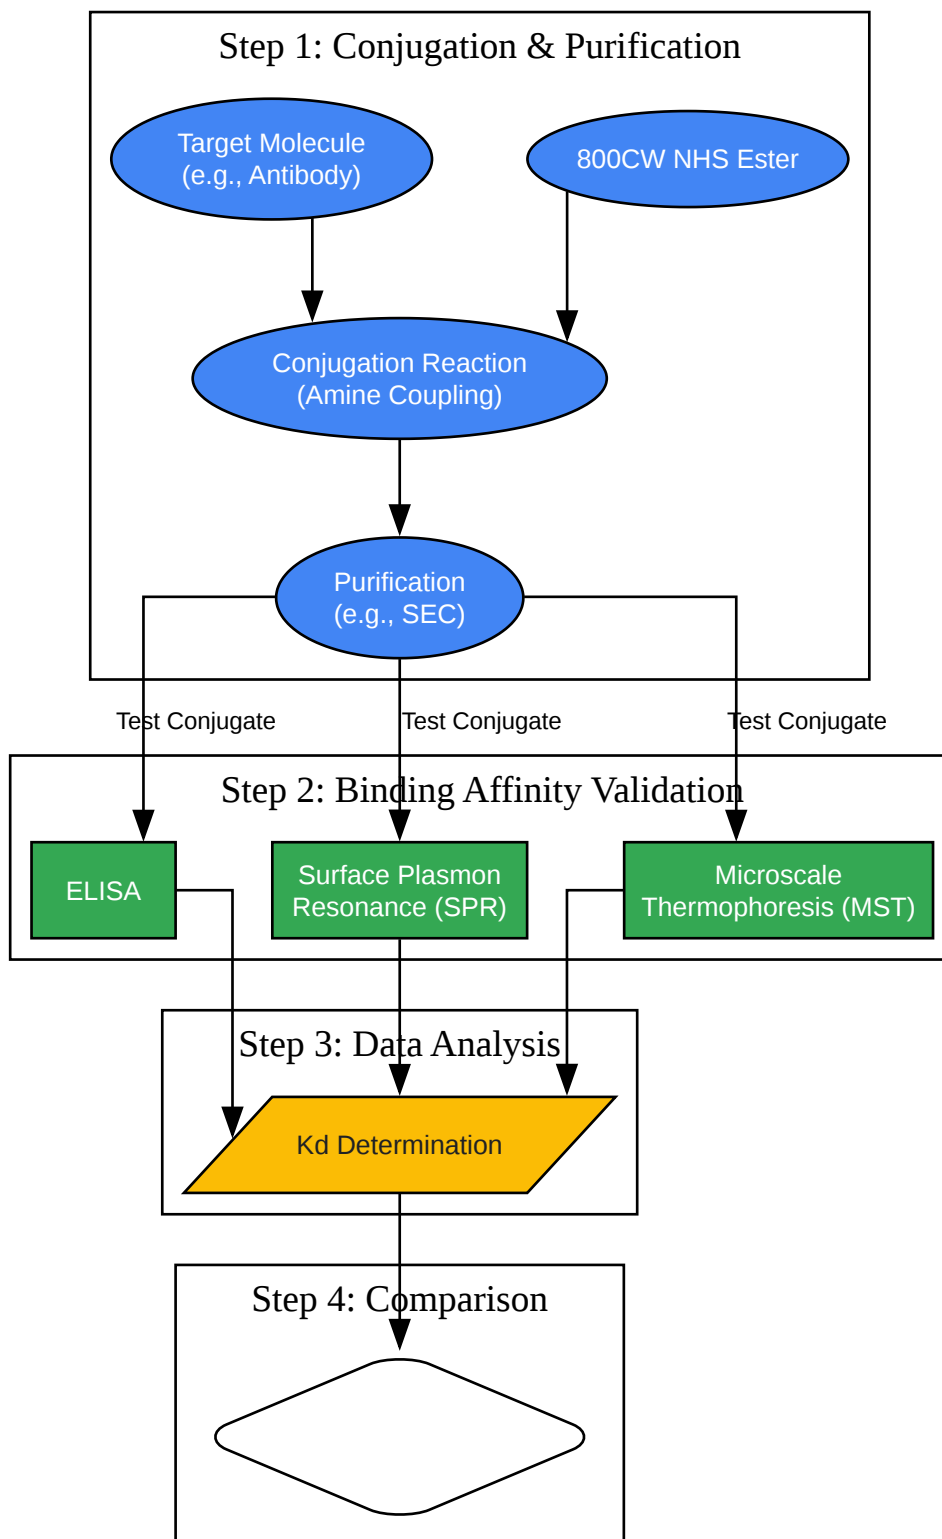 Step 1: Conjugation & Purification
Target Molecule
(e.g., Antibody)
800CW NHS Ester
Conjugation Reaction
(Amine Coupling)
Purification
(e.g., SEC)
Test Conjugate
Test Conjugate
Test Conjugate
Step 2: Binding Affinity Validation
ELISA
Surface Plasmon
Resonance (SPR)
Microscale
Thermophoresis (MST)
Step 3: Data Analysis
Kd Determination
Step 4: Comparison